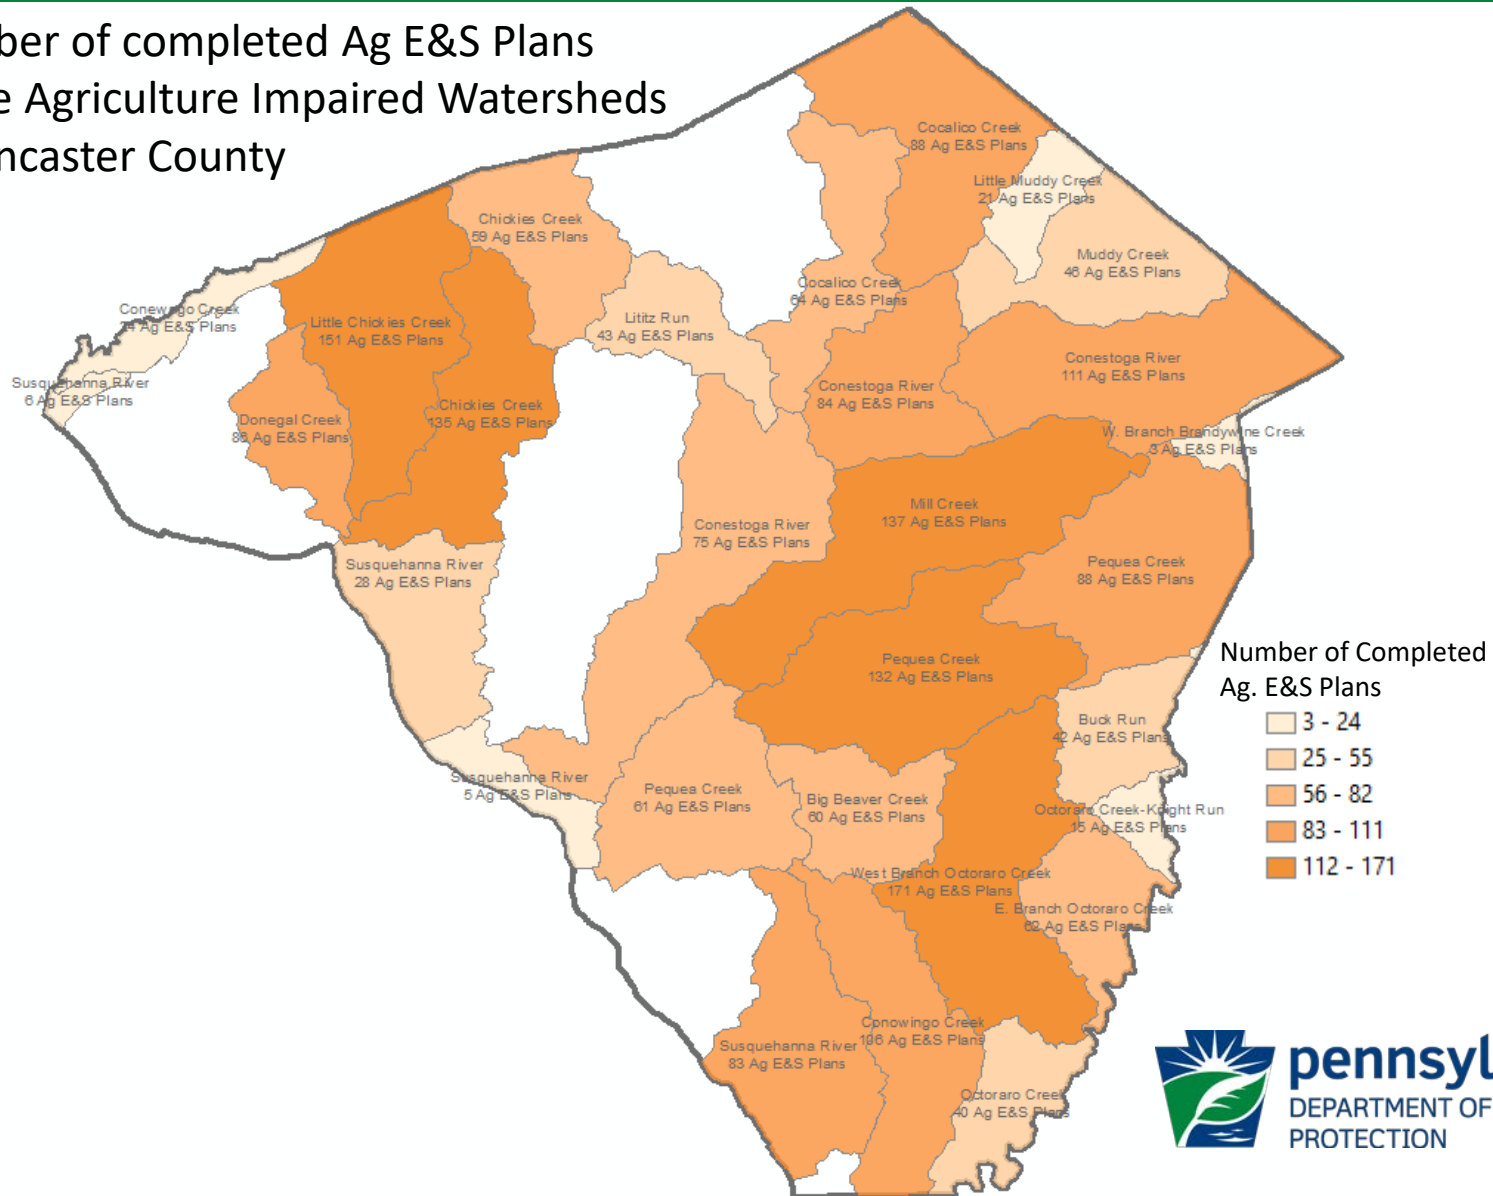 ber of completed Ag E&S Plans
e Agriculture Impaired Watersheds
ncaster County
Cocalico Creek
88 Ag E&S Plans
Little Muddy Creek
21 Ag E&S Plans
Chickies Creek
59 Ag E&S Plans
Muddy Creek
46 Ag E&S Plans
Cocalico Creek
64 Ag E&S Plans
Conewago Creek
Ag E&S Plans
Little Chickies Creek
151 Ag E&S Plans
Lititz Run
43 Ag E&S Plans
Conestoga River
111 Ag E&S Plans
Susquehanna River
6 Ag E&S Plans
Conestoga River
84 Ag E&S Plans
Chickies Creek
135 Ag E&S Plans
Donegal Creek
Ag E&S Plans
W. Branch Brandywine Creek
3 Ag E&S Plans
Mill Creek
137 Ag E&S Plans
Conestoga River
75 Ag E&S Plans
Susquehanna River
28 Ag E&S Plans
Pequea Creek
88 Ag E&S Plans
Pequea Creek
132 Ag E&S Plans
Number of Completed
Ag. E&S Plans
3 - 24
25 - 55
56 - 82
83 - 111
112 - 171
Buck Run
42 Ag E&S Plans
Susquehanna River
5 Ag E&S Plans
Pequea Creek
61 Ag E&S Plans
Big Beaver Creek
60 Ag E&S Plans
Octoraro Creek-Knight Run
15 Ag E&S Plans
West Branch Octoraro Creek
171 Ag E&S Plans
E. Branch Octoraro Creek
62 Ag E&S Plans
Conowingo Creek
106 Ag E&S Plans
Susquehanna River
83 Ag E&S Plans
Octoraro Creek
40 Ag E&S Plans
pennsyl
DEPARTMENT OF
PROTECTION